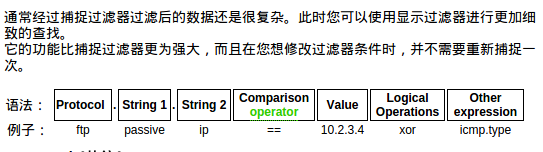 通常经过捕捉过滤器过滤后的数据还是很复杂。此时您可以使用显示过滤器进行更加细
致的查找。
它的功能比捕捉过滤器更为强大，而且在您想修改过滤器条件时，并不需要重新捕捉一
次。
语法： Protocol . String 1 . String 2 Comparison operator Value Logical Operations Other expression
例子： ftp passive ip == 10.2.3.4 xor icmp.type